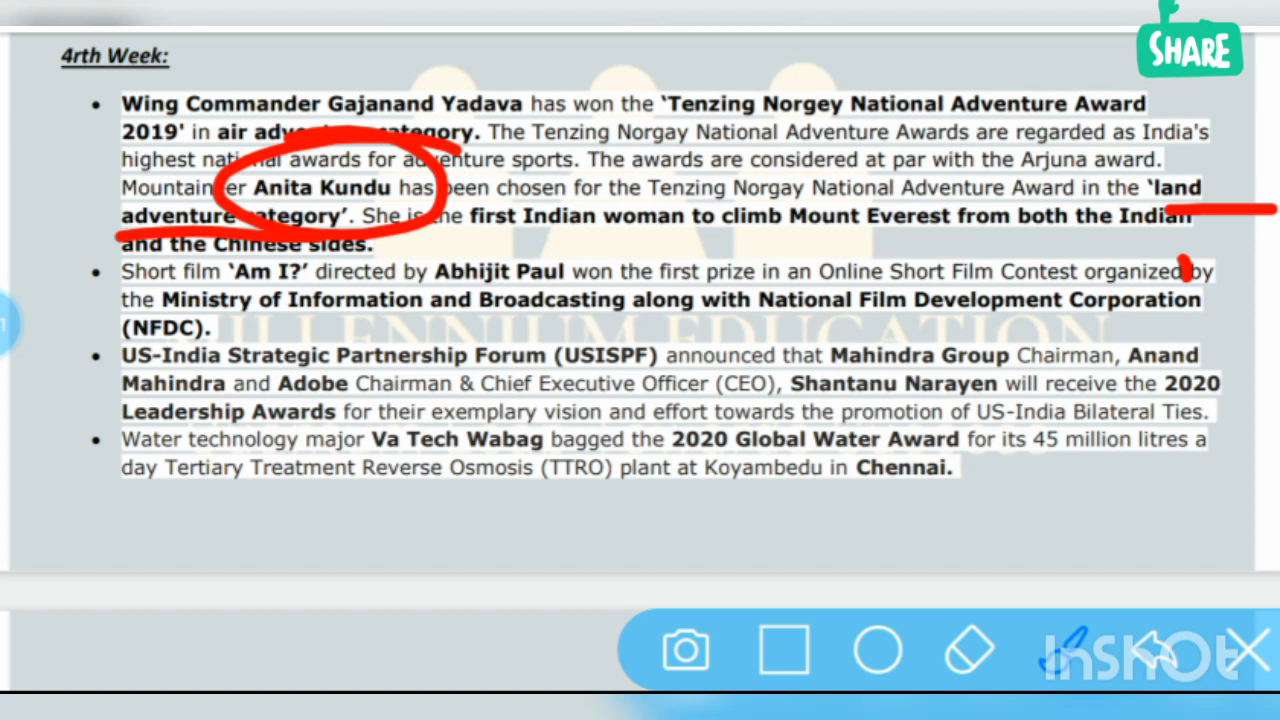 SHARE
4rth Week:
• Wing Commander Gajanand Yadava has won the ‘Tenzing Norgey National Adventure Award
2019' in air adventure category. The Tenzing Norgay National Adventure Awards are regarded as India's
highest national awards for adventure sports. The awards are considered at par with the Arjuna award.
Mountaineer Anita Kundu has been chosen for the Tenzing Norgay National Adventure Award in the ‘land
adventure category’. She is the first Indian woman to climb Mount Everest from both the Indian
and the Chinese sides.
• Short film ‘Am I?’ directed by Abhijit Paul won the first prize in an Online Short Film Contest organized by
the Ministry of Information and Broadcasting along with National Film Development Corporation
(NFDC).
• US-India Strategic Partnership Forum (USISPF) announced that Mahindra Group Chairman, Anand
Mahindra and Adobe Chairman & Chief Executive Officer (CEO), Shantanu Narayen will receive the 2020
Leadership Awards for their exemplary vision and effort towards the promotion of US-India Bilateral Ties.
• Water technology major Va Tech Wabag bagged the 2020 Global Water Award for its 45 million litres a
day Tertiary Treatment Reverse Osmosis (TTRO) plant at Koyambedu in Chennai.
MILLENNIUM EDUCATION
InShOt